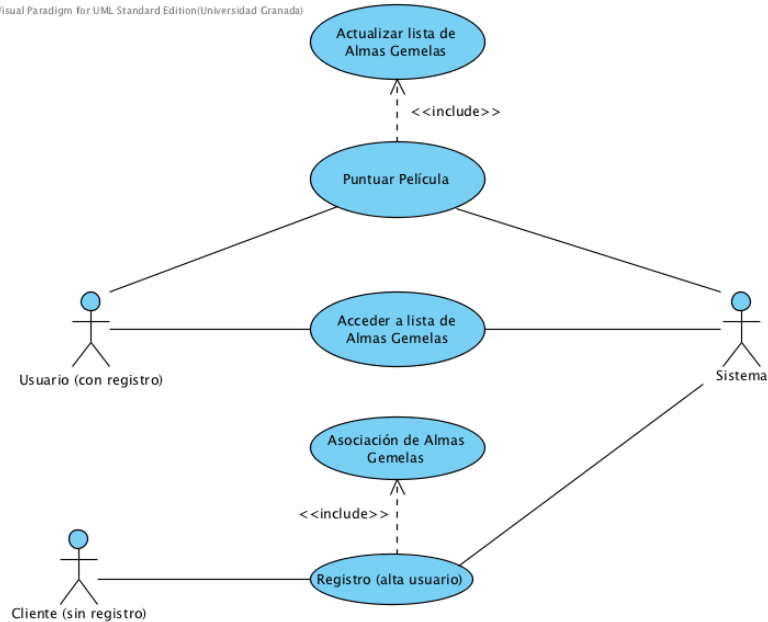 Visual Paradigm for UML Standard Edition(Universidad Granada)
Actualizar lista de
Almas Gemelas
<<include>>
Puntuar Película
Acceder a lista de
Almas Gemelas
Usuario (con registro)
Sistema
Asociación de Almas
Gemelas
<<include>>
Registro (alta usuario)
Cliente (sin registro)